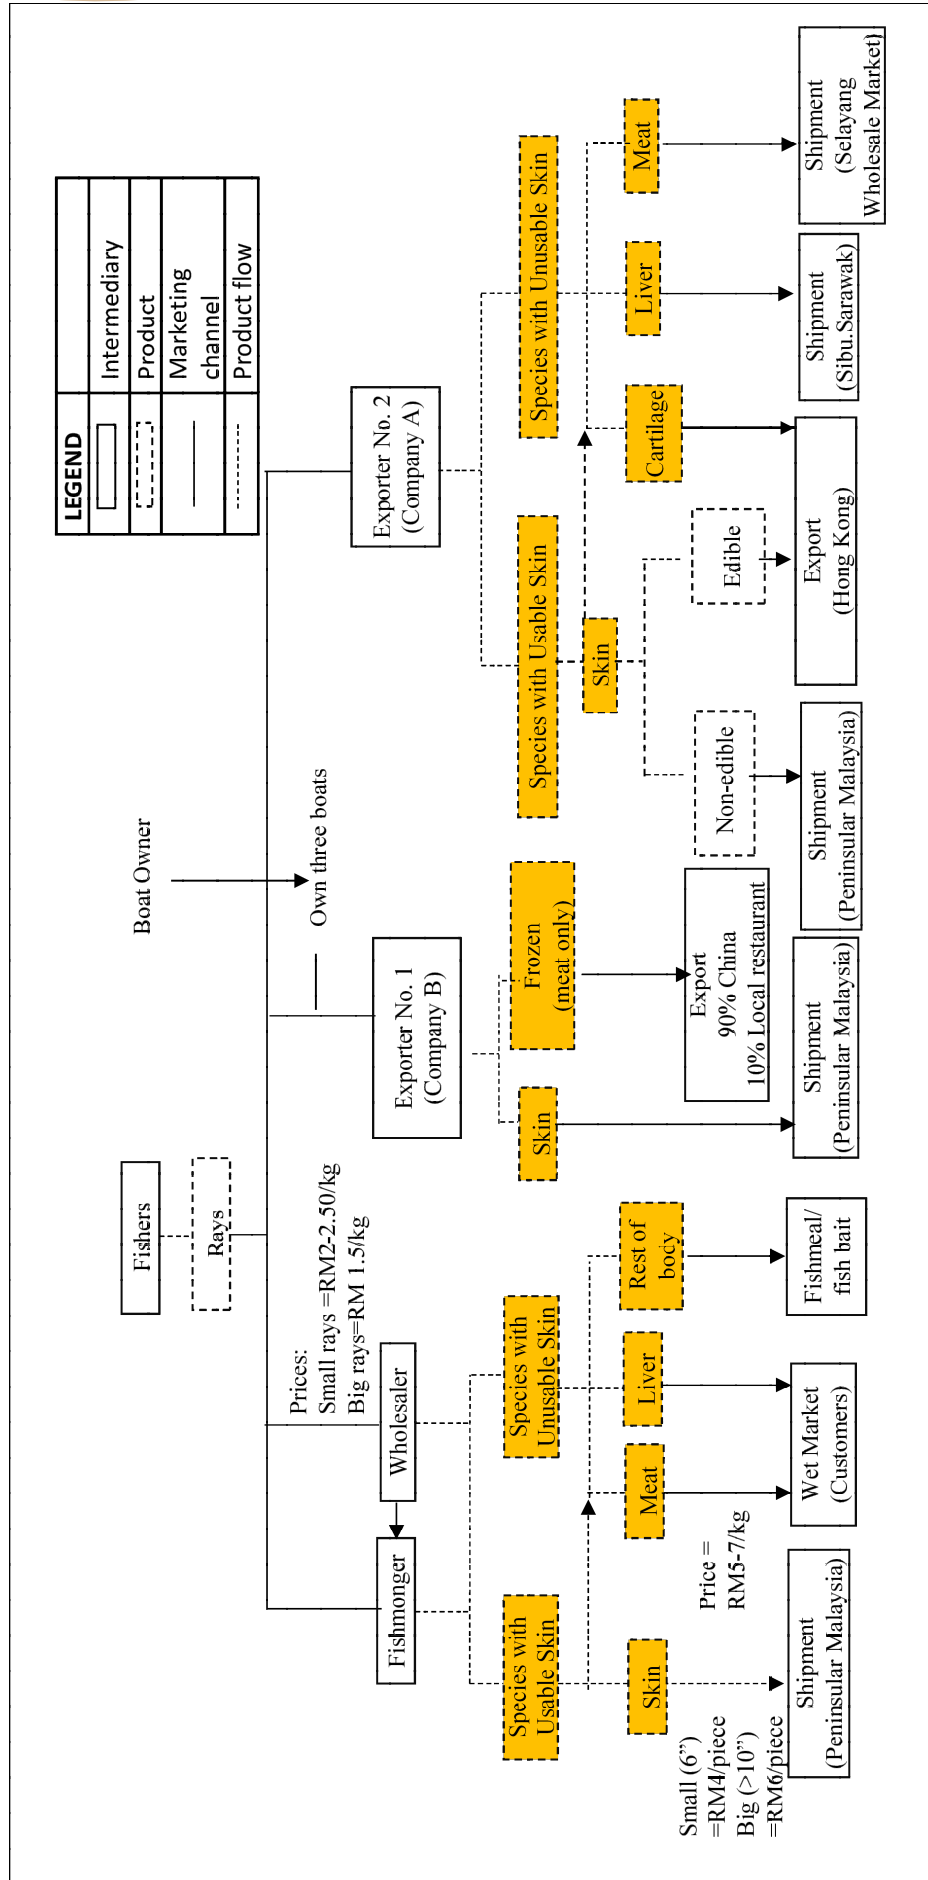 LEGEND
Intermediary
Product
Marketing
channel
Product flow
Fishers
Rays
Boat Owner
Own three boats
Prices:
Small rays =RM2-2.50/kg
Big rays=RM 1.5/kg
Fishmonger
Wholesaler
Exporter No. 1
(Company B)
Exporter No. 2
(Company A)
Species with
Usable Skin
Species with
Unusable Skin
Skin
Frozen
(meat only)
Species with Usable Skin
Species with Unusable Skin
Skin
Skin
Meat
Liver
Rest of
body
Cartilage
Liver
Meat
Small (6”)
=RM4/piece
Big (>10”)
=RM6/piece
Price =
RM5-7/kg
Non-edible
Edible
Export
90% China
10% Local restaurant
Shipment
(Peninsular Malaysia)
Wet Market
(Customers)
Fishmeal/
fish bait
Shipment
(Peninsular Malaysia)
Shipment
(Peninsular Malaysia)
Export
(Hong Kong)
Shipment
(Sibu.Sarawak)
Shipment
(Selayang
Wholesale Market)